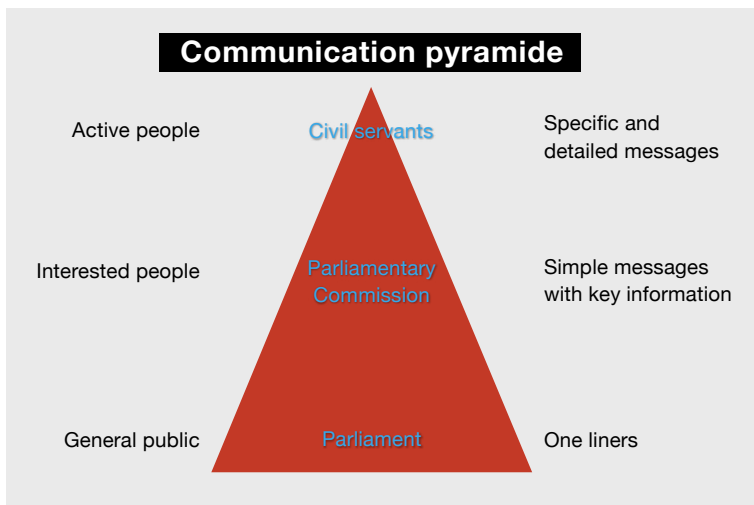 Communication pyramide
Active people
Civil servants
Specific and
detailed messages
Interested people
Parliamentary
Commission
Simple messages
with key information
General public
Parliament
One liners